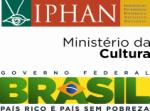 IPHAN
Ministério da
Cultura
GOVERNO FEDERAL
BRASIL
PAÍS RICO É PAÍS SEM POBREZA